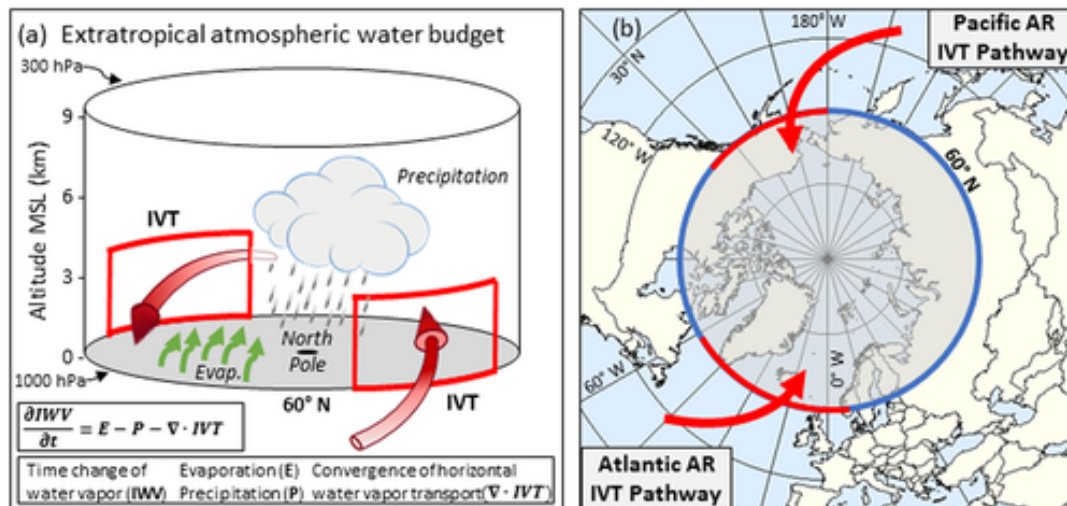 (a) Extratropical atmospheric water budget
300 hPa
9
6
3
0
Altitude MSL (km)
1000 hPa
Precipitation
IVT
North
Pole
Evap.
60° N
IVT
∂IWV/∂t = E − P − ∇ · IVT
Time change of water vapor (IWV)
Evaporation (E)
Precipitation (P)
Convergence of horizontal
water vapor transport (∇ · IVT)
(b)
180° W
Pacific AR
IVT Pathway
30° N
120° W
60° N
60° W
0° W
Atlantic AR
IVT Pathway